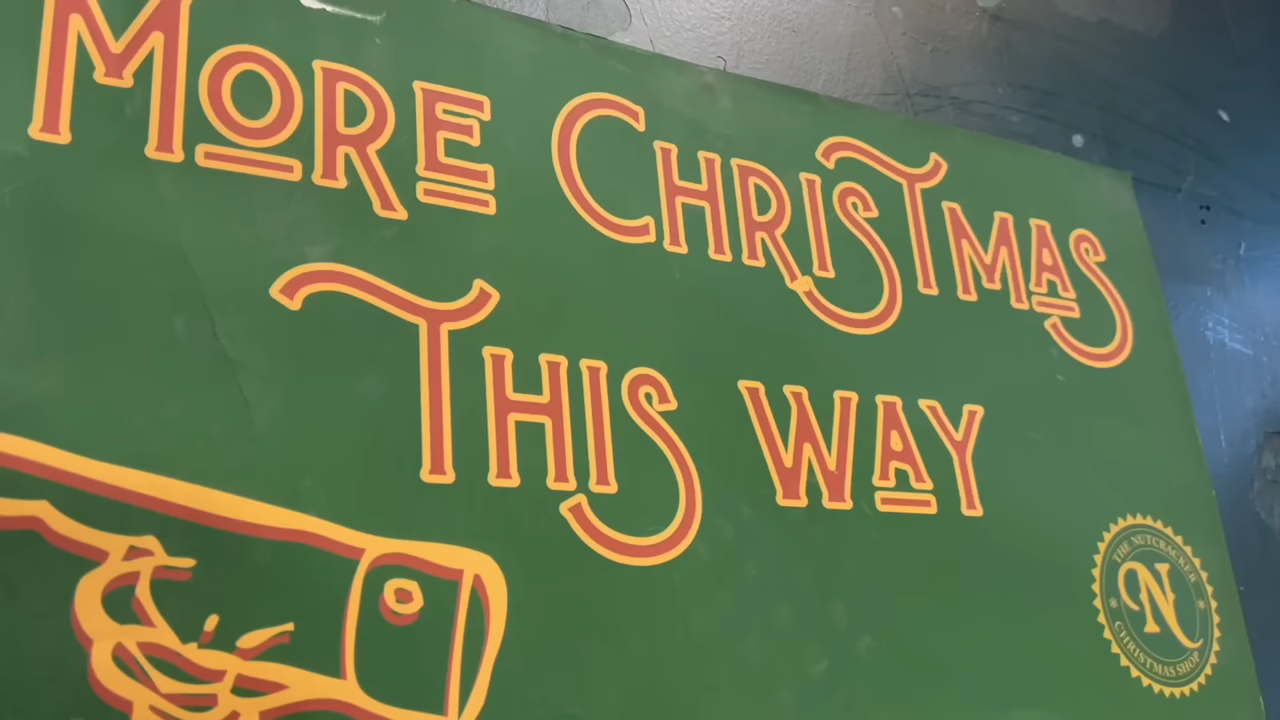 MORE CHRISTMAS
THIS WAY
THE NUTCRACKER
N
CHRISTMAS SHOP